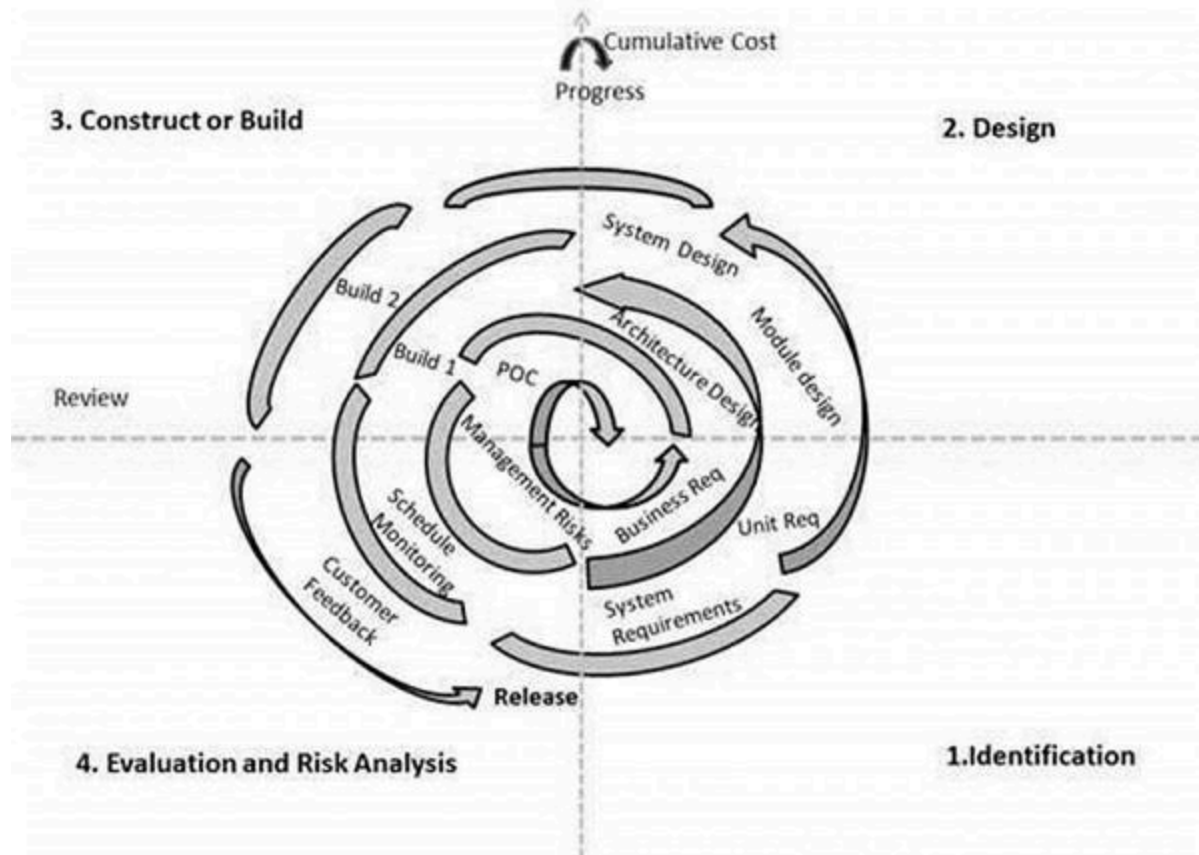 Cumulative Cost
Progress
3. Construct or Build
2. Design
System Design
Build 2
Module design
Architecture Design
Build 1
POC
Review
Management Risks
Business Req
Unit Req
Schedule
Monitoring
Customer
Feedback
System
Requirements
Release
4. Evaluation and Risk Analysis
1.Identification